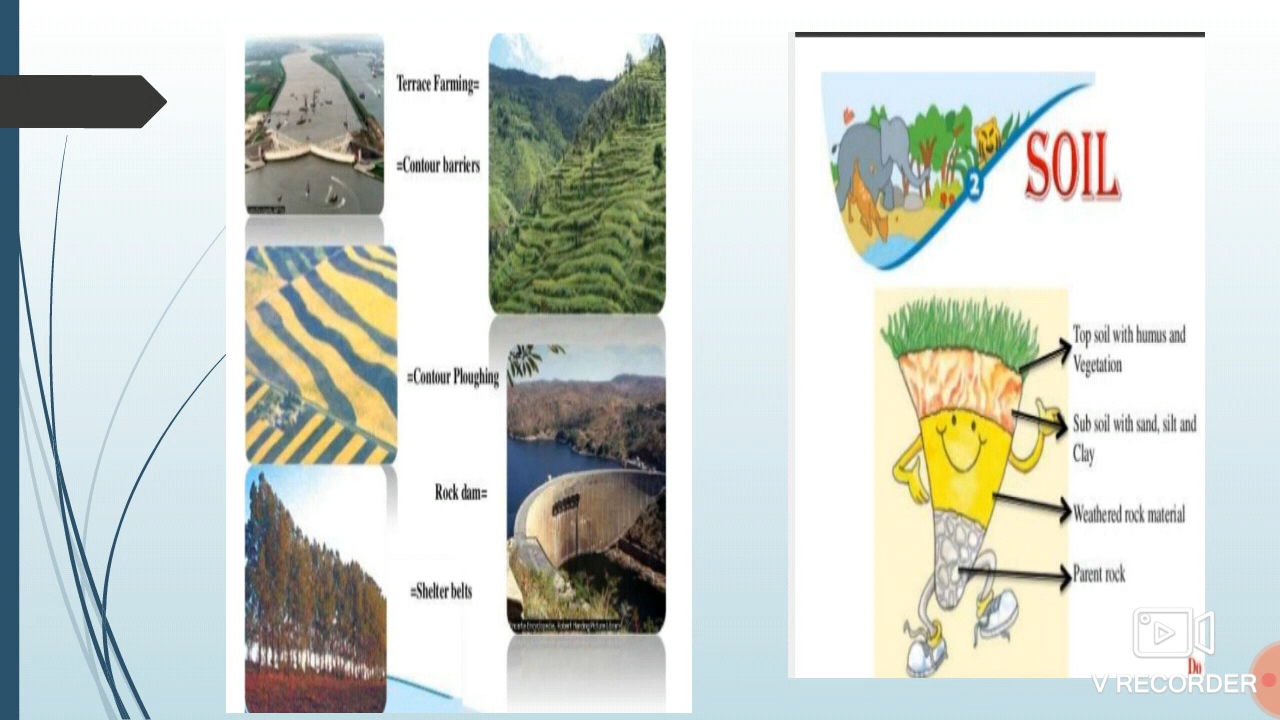 Terrace Farming=
=Contour barriers
=Contour Ploughing
Rock dam=
=Shelter belts
2
SOIL
Top soil with humus and
Vegetation
Sub soil with sand, silt and
Clay
Weathered rock material
Parent rock
Do
V RECORDER